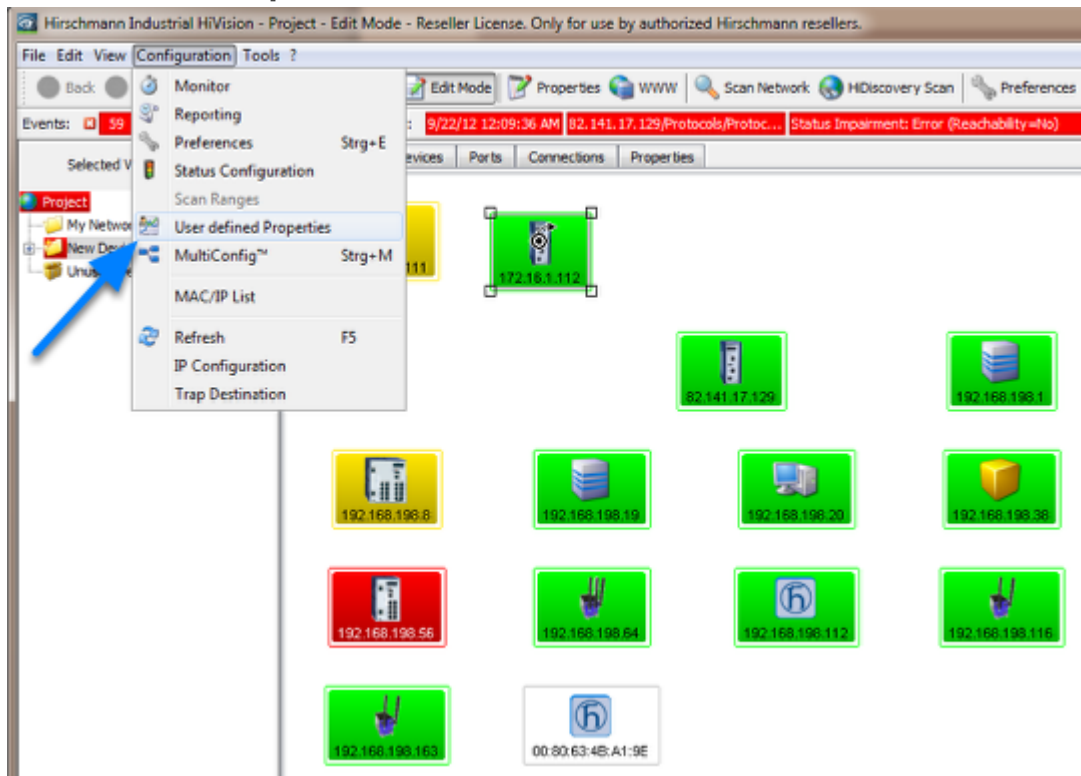 Hirschmann Industrial HiVision - Project - Edit Mode - Reseller License. Only for use by authorized Hirschmann resellers.
File Edit View Configuration Tools ?
Back Edit Mode Properties WWW Scan Network HiDiscovery Scan Preferences
Events: 59 : 9/22/12 12:09:36 AM 82.141.17.129/Protocols/Protoc... Status Impairment: Error (Reachability=No)
Selected V evices Ports Connections Properties
Monitor
Reporting
Preferences Strg+E
Status Configuration
Scan Ranges
User defined Properties
MultiConfig™ Strg+M
MAC/IP List
Refresh F5
IP Configuration
Trap Destination
Project
My Networ
New Devi
Unus
111
172.16.1.112
82.141.17.129
192.168.198.1
192.168.198.8
192.168.198.19
192.168.198.20
192.168.198.38
192.168.198.56
192.168.198.64
192.168.198.112
192.168.198.116
192.168.198.163
00:80:63:4B:A1:9E